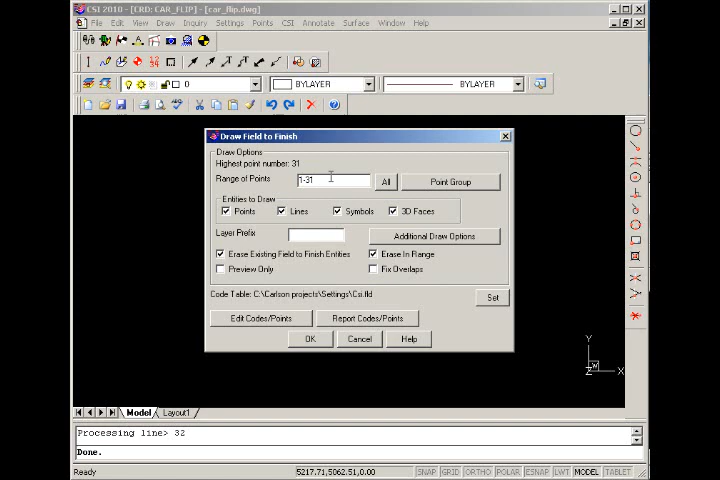 CSI 2010 - [CRD: CAR_FLIP] - [car_flip.dwg]
File Edit View Draw Inquiry Settings Points CSI Annotate Surface Window Help
0 BYLAYER BYLAYER
Draw Field to Finish
Draw Options
Highest point number: 31
Range of Points 1-31 All Point Group
Entities to Draw
Points Lines Symbols 3D Faces
Layer Prefix Additional Draw Options
Erase Existing Field to Finish Entities Erase In Range
Preview Only Fix Overlaps
Code Table: C:\Carlson projects\Settings\Csi.fld Set
Edit Codes/Points Report Codes/Points
OK Cancel Help
Y
W
Z X
Model Layout1
Processing line> 32
Done.
Ready 5217.71,5062.51,0.00 SNAP GRID ORTHO POLAR ESNAP LWT MODEL TABLET